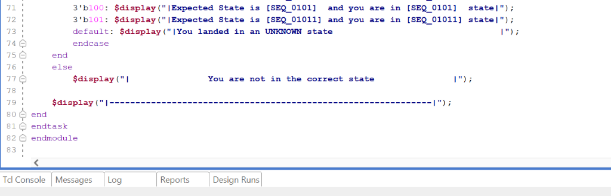 71 3'b100: $display("|Expected State is [SEQ_0101]  and you are in [SEQ_0101]  state|");
72 3'b101: $display("|Expected State is [SEQ_01011] and you are in [SEQ_01011] state|");
73 default: $display("|You landed in an UNKNOWN state                              |");
74 endcase
75 end
76 else
77 $display("|              You are not in the correct state              |");
78
79 $display("|------------------------------------------------------------|");
80 end
81 endtask
82 endmodule
83
Tcl Console Messages Log Reports Design Runs